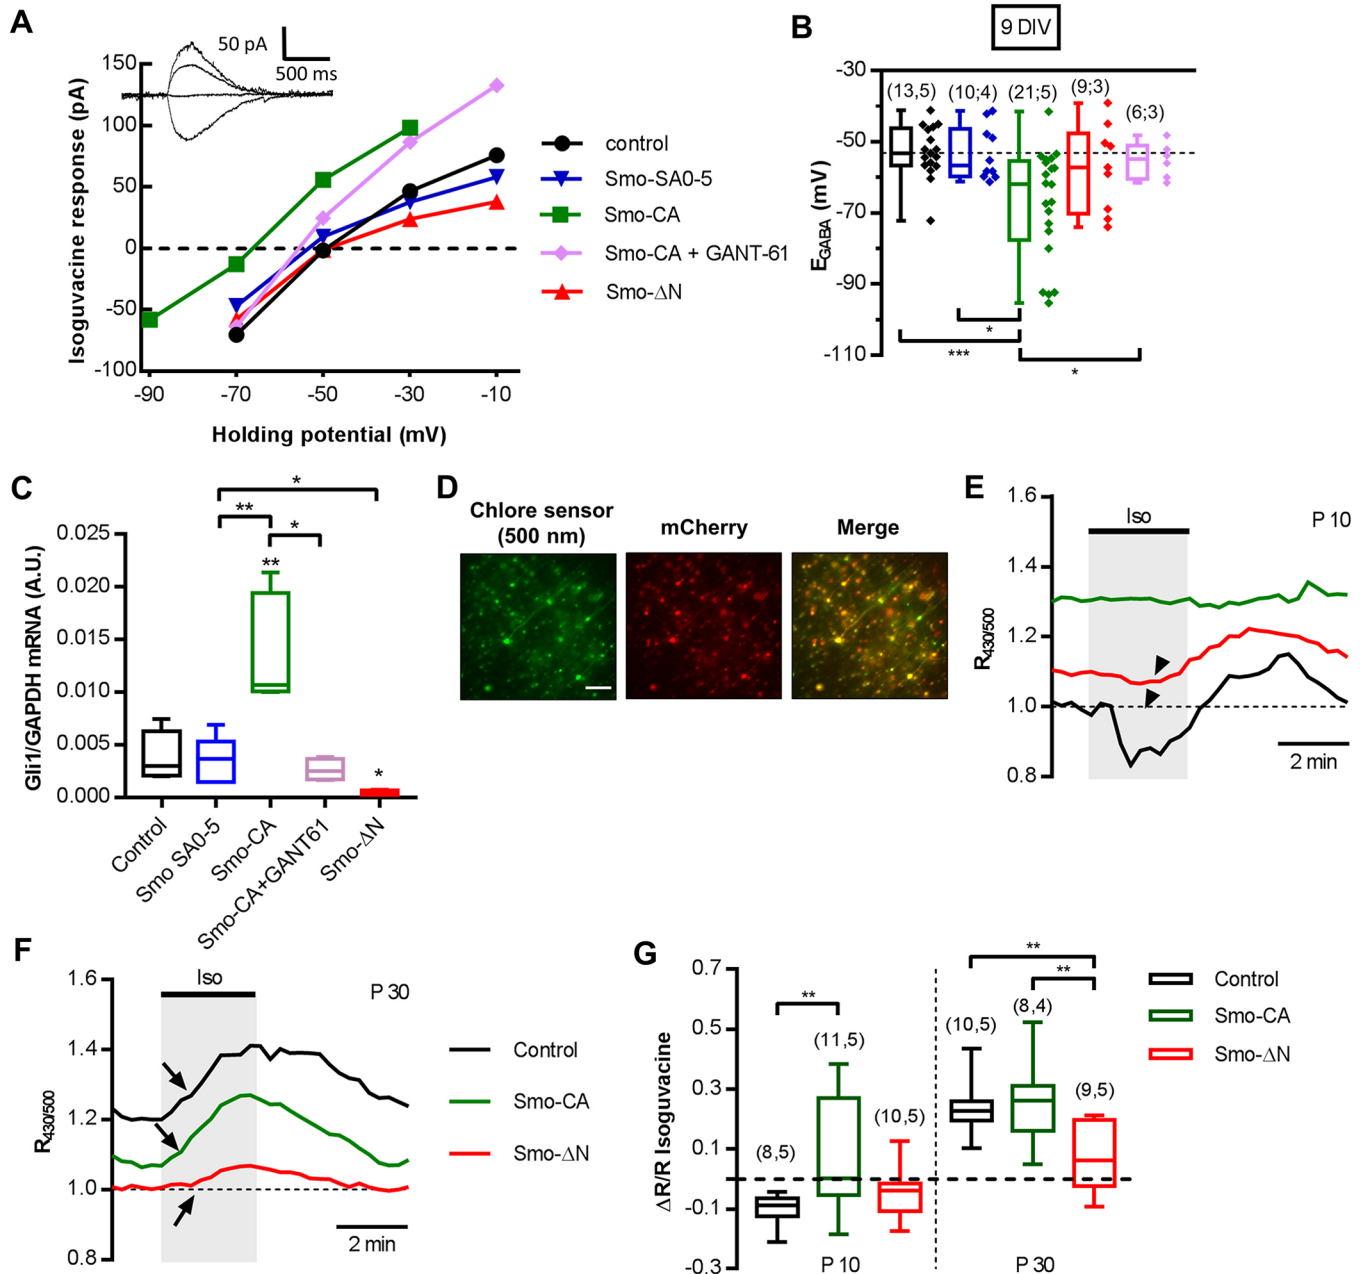 A
50 pA
500 ms
Isoguvacine response (pA)
150
100
50
0
-50
-100
-90
-70
-50
-30
-10
Holding potential (mV)
control
Smo-SA0-5
Smo-CA
Smo-CA + GANT-61
Smo-ΔN
B
9 DIV
E_GABA (mV)
-30
-50
-70
-90
-110
(13,5)
(10;4)
(21;5)
(9;3)
(6;3)
*
***
*
C
Gli1/GAPDH mRNA (A.U.)
0.025
0.020
0.015
0.010
0.005
0.000
*
**
*
**
*
Control
Smo SA0-5
Smo-CA
Smo-CA+GANT61
Smo-ΔN
D
Chlore sensor
(500 nm)
mCherry
Merge
E
R430/500
1.6
1.4
1.2
1.0
0.8
Iso
P 10
2 min
F
R430/500
1.6
1.4
1.2
1.0
0.8
Iso
P 30
2 min
Control
Smo-CA
Smo-ΔN
G
ΔR/R Isoguvacine
0.7
0.5
0.3
0.1
-0.1
-0.3
**
**
**
(8,5)
(11,5)
(10,5)
(10,5)
(8,4)
(9,5)
P 10
P 30
Control
Smo-CA
Smo-ΔN